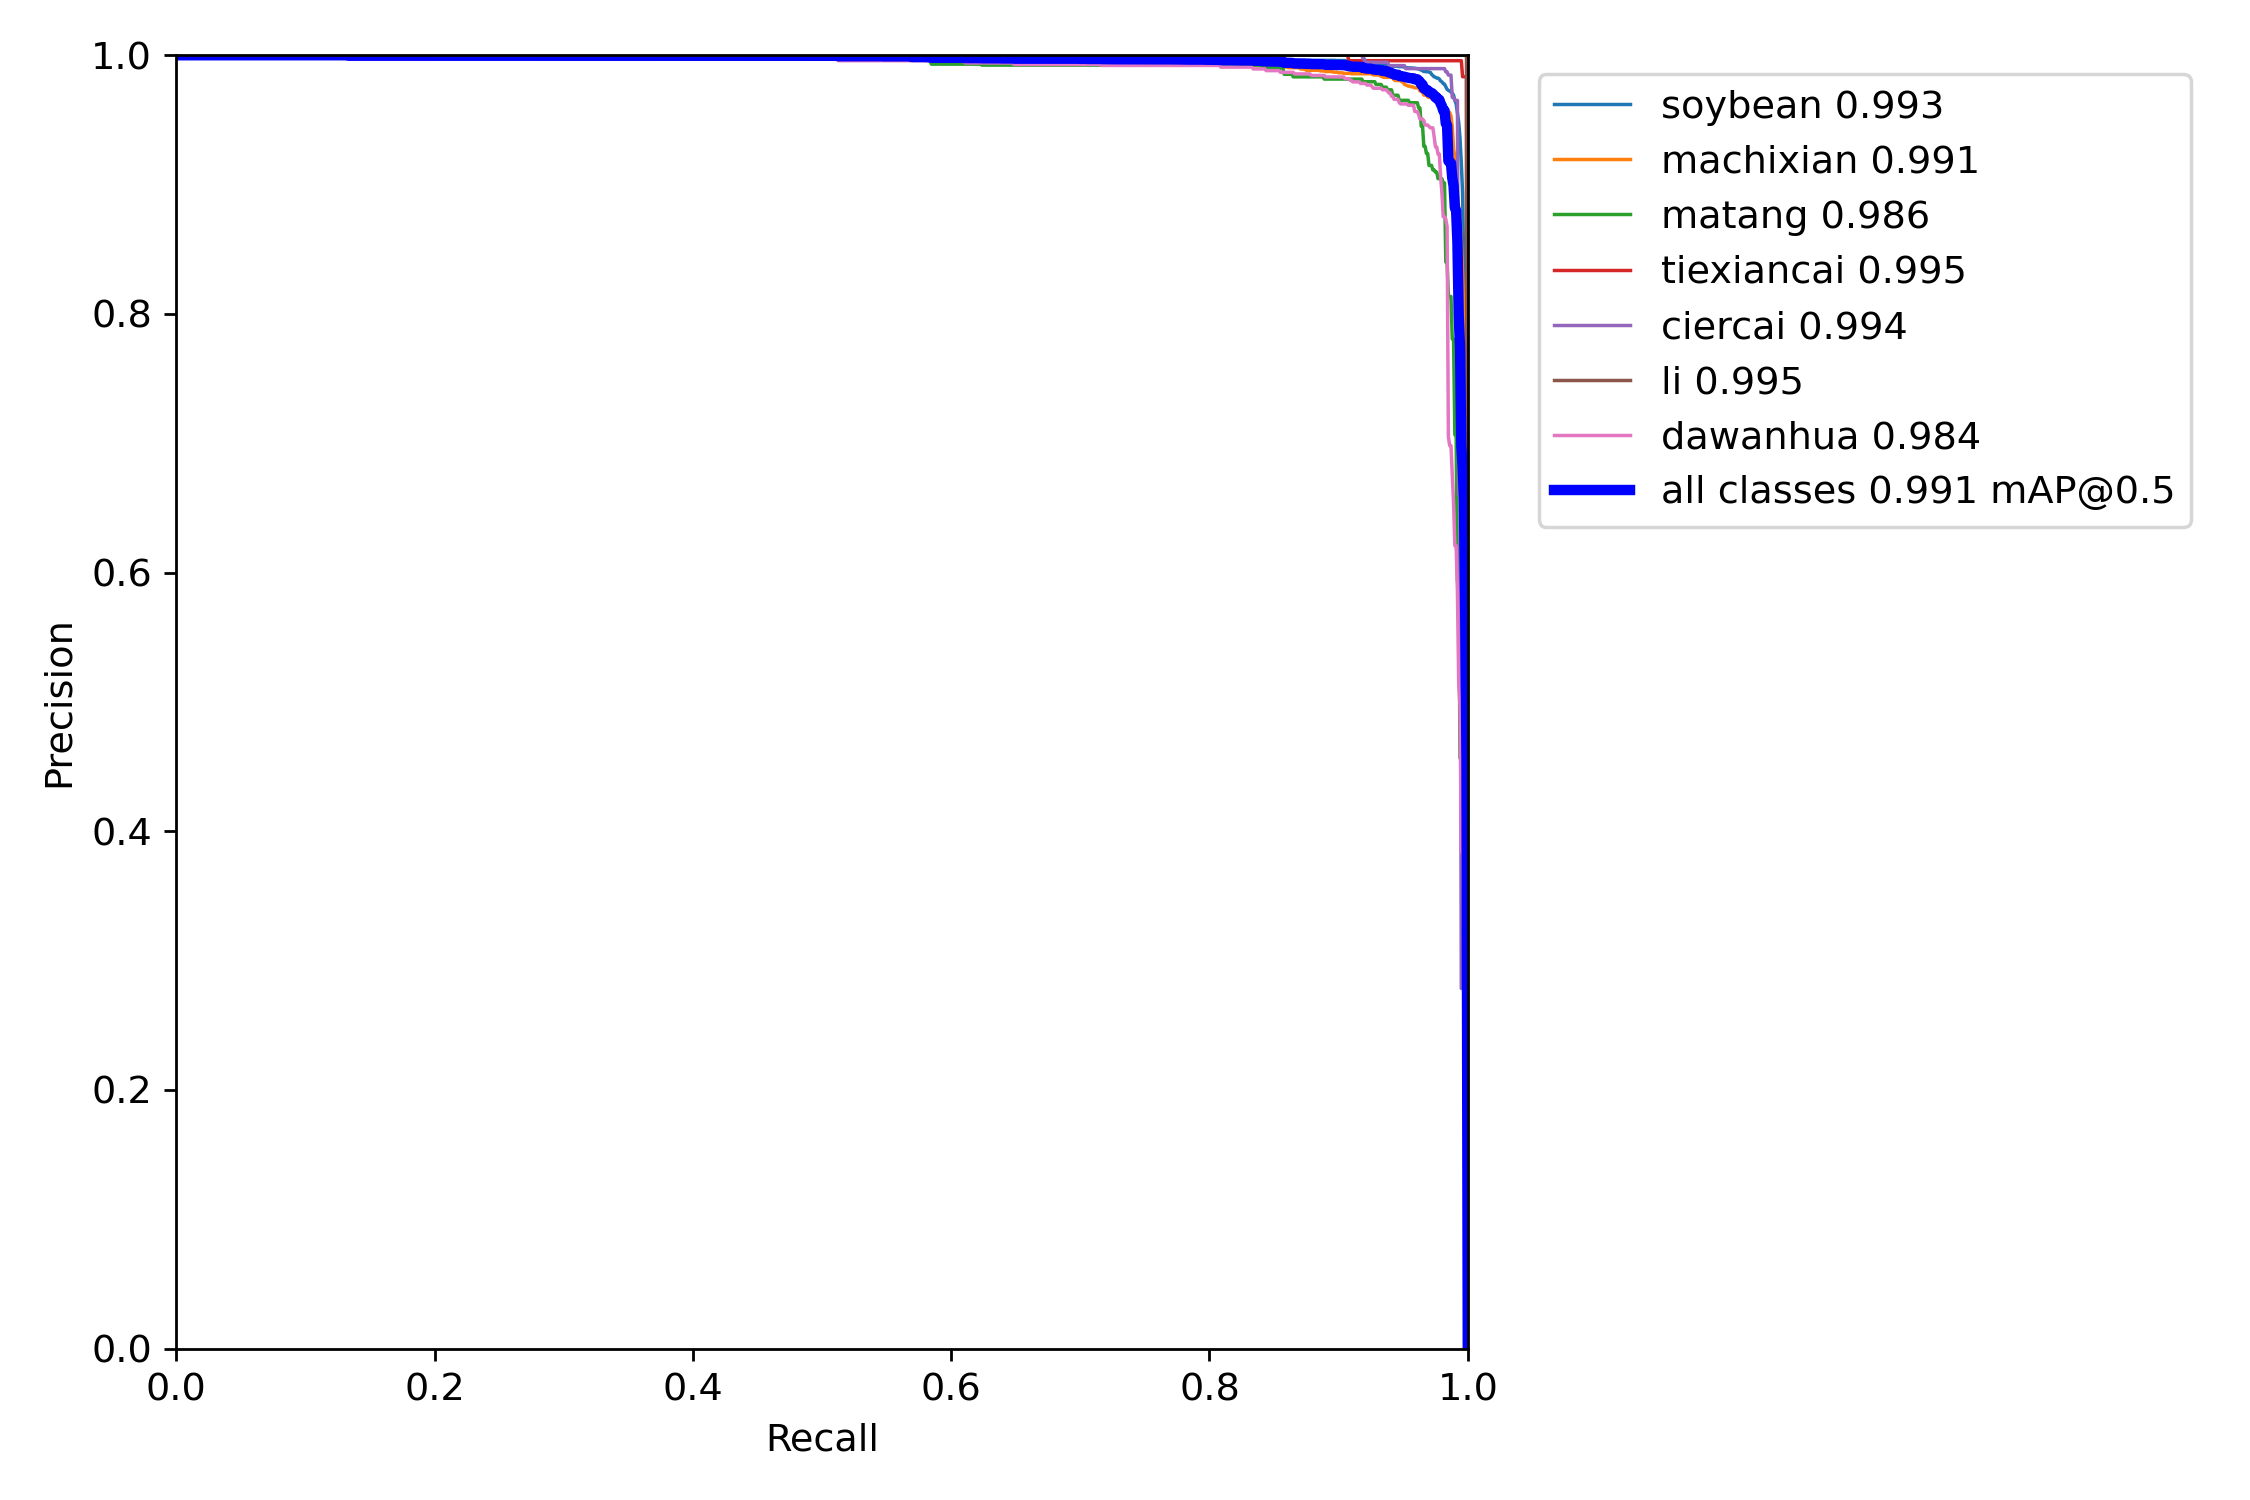 1.0
0.8
0.6
0.4
0.2
0.0
Precision
0.0 0.2 0.4 0.6 0.8 1.0
Recall
soybean 0.993
machixian 0.991
matang 0.986
tiexiancai 0.995
ciercai 0.994
li 0.995
dawanhua 0.984
all classes 0.991 mAP@0.5